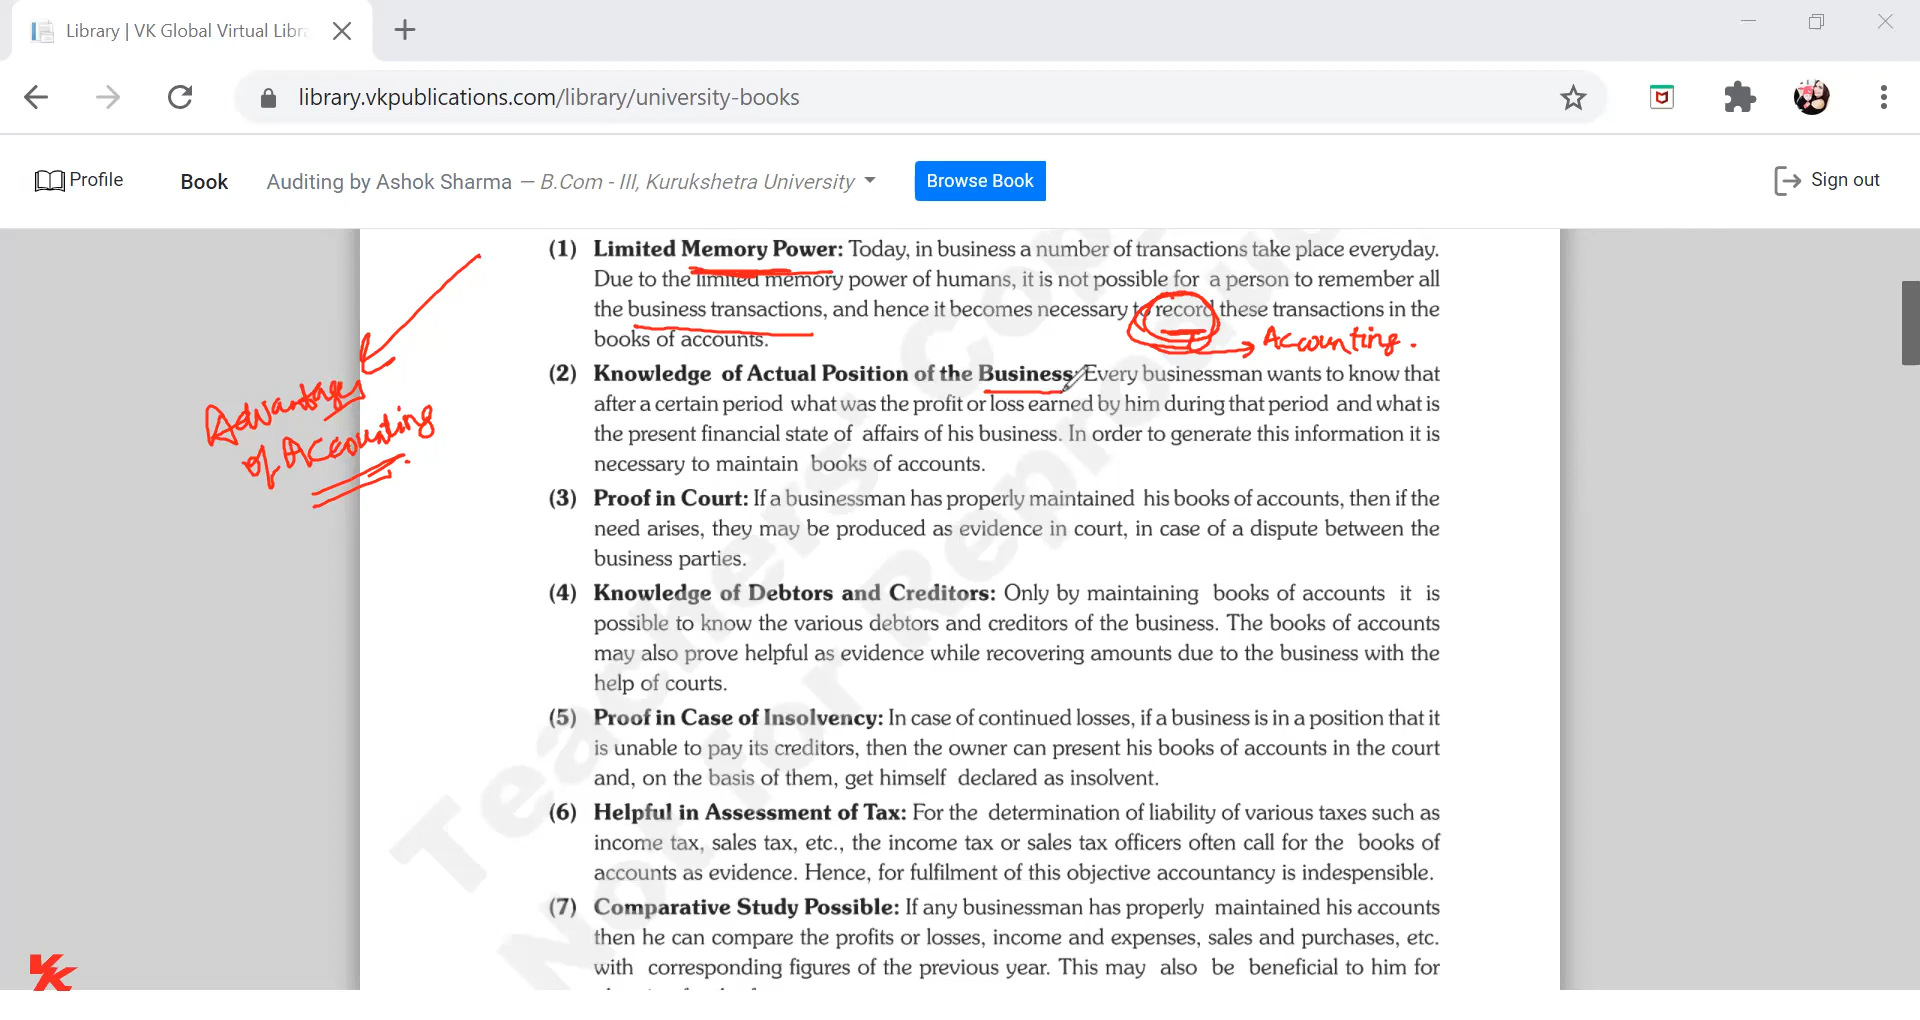 Library | VK Global Virtual Libra
library.vkpublications.com/library/university-books
Profile
Book
Auditing by Ashok Sharma — B.Com - III, Kurukshetra University
Browse Book
Sign out
(1) Limited Memory Power: Today, in business a number of transactions take place everyday.
Due to the limited memory power of humans, it is not possible for a person to remember all
the business transactions, and hence it becomes necessary to record these transactions in the
books of accounts.
Accounting.
(2) Knowledge of Actual Position of the Business: Every businessman wants to know that
after a certain period what was the profit or loss earned by him during that period and what is
the present financial state of affairs of his business. In order to generate this information it is
necessary to maintain books of accounts.
Advantages
of Accounting
(3) Proof in Court: If a businessman has properly maintained his books of accounts, then if the
need arises, they may be produced as evidence in court, in case of a dispute between the
business parties.
(4) Knowledge of Debtors and Creditors: Only by maintaining books of accounts it is
possible to know the various debtors and creditors of the business. The books of accounts
may also prove helpful as evidence while recovering amounts due to the business with the
help of courts.
(5) Proof in Case of Insolvency: In case of continued losses, if a business is in a position that it
is unable to pay its creditors, then the owner can present his books of accounts in the court
and, on the basis of them, get himself declared as insolvent.
(6) Helpful in Assessment of Tax: For the determination of liability of various taxes such as
income tax, sales tax, etc., the income tax or sales tax officers often call for the books of
accounts as evidence. Hence, for fulfilment of this objective accountancy is indespensible.
(7) Comparative Study Possible: If any businessman has properly maintained his accounts
then he can compare the profits or losses, income and expenses, sales and purchases, etc.
with corresponding figures of the previous year. This may also be beneficial to him for
Teachers Copy
Not for Reprodu
VK